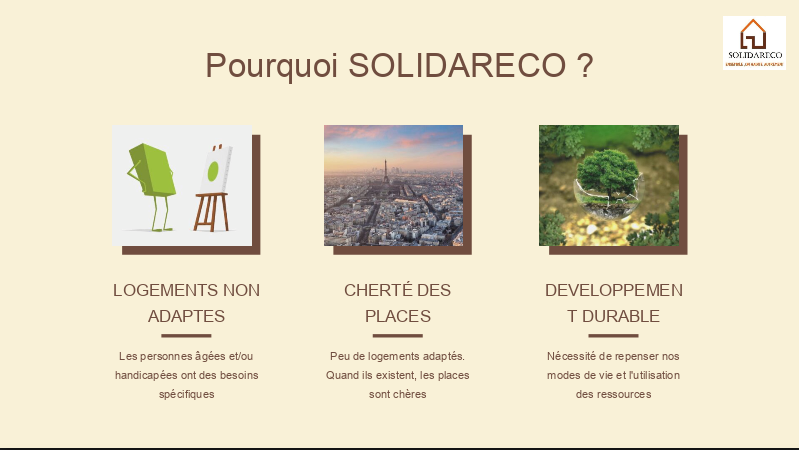 SOLIDARECO
Pourquoi SOLIDARECO ?
LOGEMENTS NON
ADAPTES
Les personnes âgées et/ou
handicapées ont des besoins
spécifiques
CHERTÉ DES
PLACES
Peu de logements adaptés.
Quand ils existent, les places
sont chères
DEVELOPPEMEN
T DURABLE
Nécessité de repenser nos
modes de vie et l'utilisation
des ressources